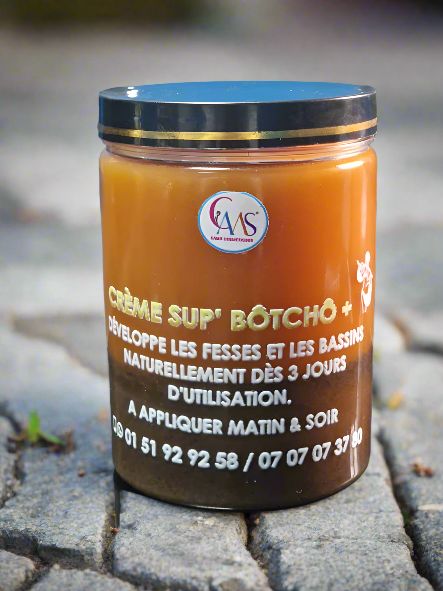 CAAS
CRÈME SUP' BÔTCHÔ +
DÉVELOPPE LES FESSES ET LES BASSINS
NATURELLEMENT DÈS 3 JOURS
D'UTILISATION.
A APPLIQUER MATIN & SOIR
01 51 92 92 58 / 07 07 07 37 80